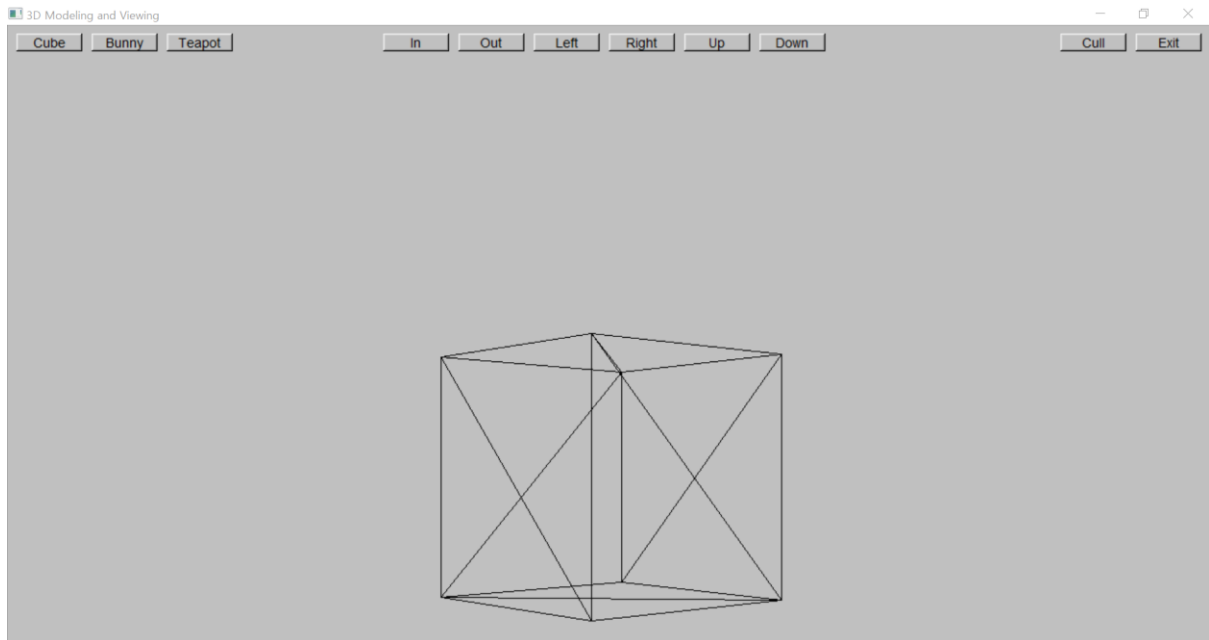 3D Modeling and Viewing
Cube Bunny Teapot In Out Left Right Up Down Cull Exit